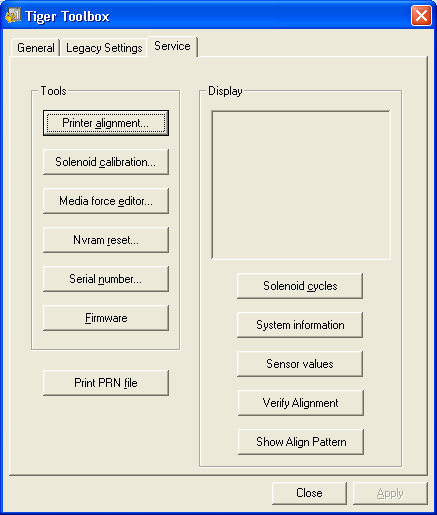 Tiger Toolbox
General
Legacy Settings
Service
Tools
Printer alignment...
Solenoid calibration...
Media force editor...
Nvram reset...
Serial number...
Firmware
Print PRN file
Display
Solenoid cycles
System information
Sensor values
Verify Alignment
Show Align Pattern
Close
Apply